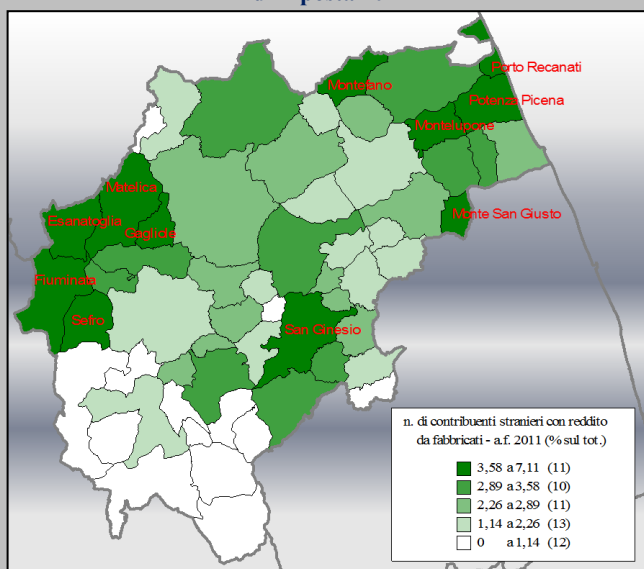 Porto Recanati
Montefano
Potenza Picena
Montelupone
Matelica
Esanatoglia
Monte San Giusto
Gagliole
Fiuminata
Sefro
San Ginesio
n. di contribuenti stranieri con reddito
da fabbricati - a.f. 2011 (% sul tot.)
3,58 a 7,11 (11)
2,89 a 3,58 (10)
2,26 a 2,89 (11)
1,14 a 2,26 (13)
0 a 1,14 (12)